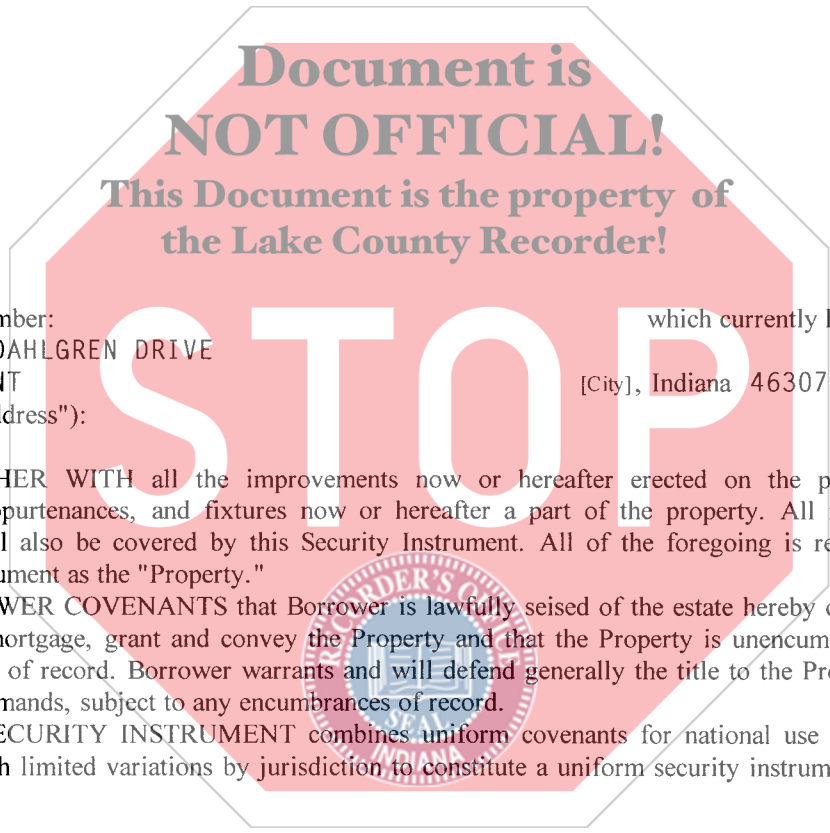 Document is
NOT OFFICIAL!
This Document is the property of
the Lake County Recorder!
STOP
mber: which currently
DAHLGREN DRIVE
NT [City], Indiana 46307
ddress"):
HER WITH all the improvements now or hereafter erected on the p
ppurtenances, and fixtures now or hereafter a part of the property. All
l also be covered by this Security Instrument. All of the foregoing is re
ument as the "Property."
WER COVENANTS that Borrower is lawfully seised of the estate hereby c
mortgage, grant and convey the Property and that the Property is unencum
of record. Borrower warrants and will defend generally the title to the Pro
mands, subject to any encumbrances of record.
ECURITY INSTRUMENT combines uniform covenants for national use
h limited variations by jurisdiction to constitute a uniform security instrum
RECORDER'S OFFICE
SEAL
INDIANA